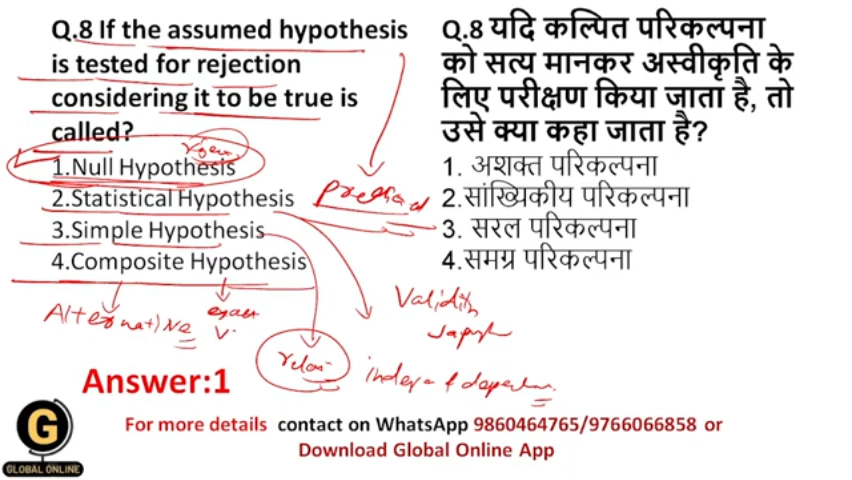 Q.8 If the assumed hypothesis
is tested for rejection
considering it to be true is
called?
1.Null Hypothesis
2.Statistical Hypothesis
3.Simple Hypothesis
4.Composite Hypothesis
Alternative
Validity
Answer:1
Q.8 यदि कल्पित परिकल्पना
को सत्य मानकर अस्वीकृति के
लिए परीक्षण किया जाता है, तो
उसे क्या कहा जाता है?
1. अशक्त परिकल्पना
2.सांख्यिकीय परिकल्पना
3. सरल परिकल्पना
4.समग्र परिकल्पना
For more details contact on WhatsApp 9860464765/9766066858 or
Download Global Online App
G
GLOBAL ONLINE